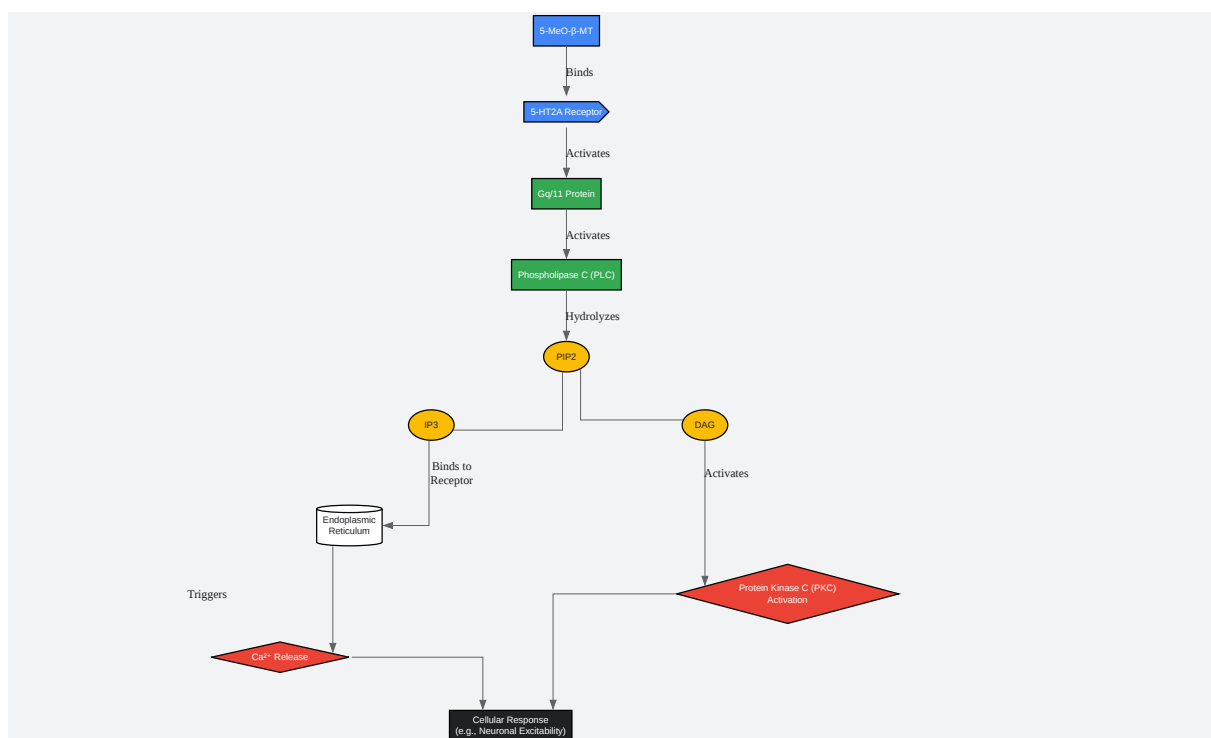 5-MeO-β-MT
Binds
5-HT2A Receptor
Activates
Gq/11 Protein
Activates
Phospholipase C (PLC)
Hydrolyzes
PIP2
IP3
DAG
Binds to
Receptor
Activates
Endoplasmic
Reticulum
Triggers
Protein Kinase C (PKC)
Activation
Ca²⁺ Release
Cellular Response
(e.g., Neuronal Excitability)